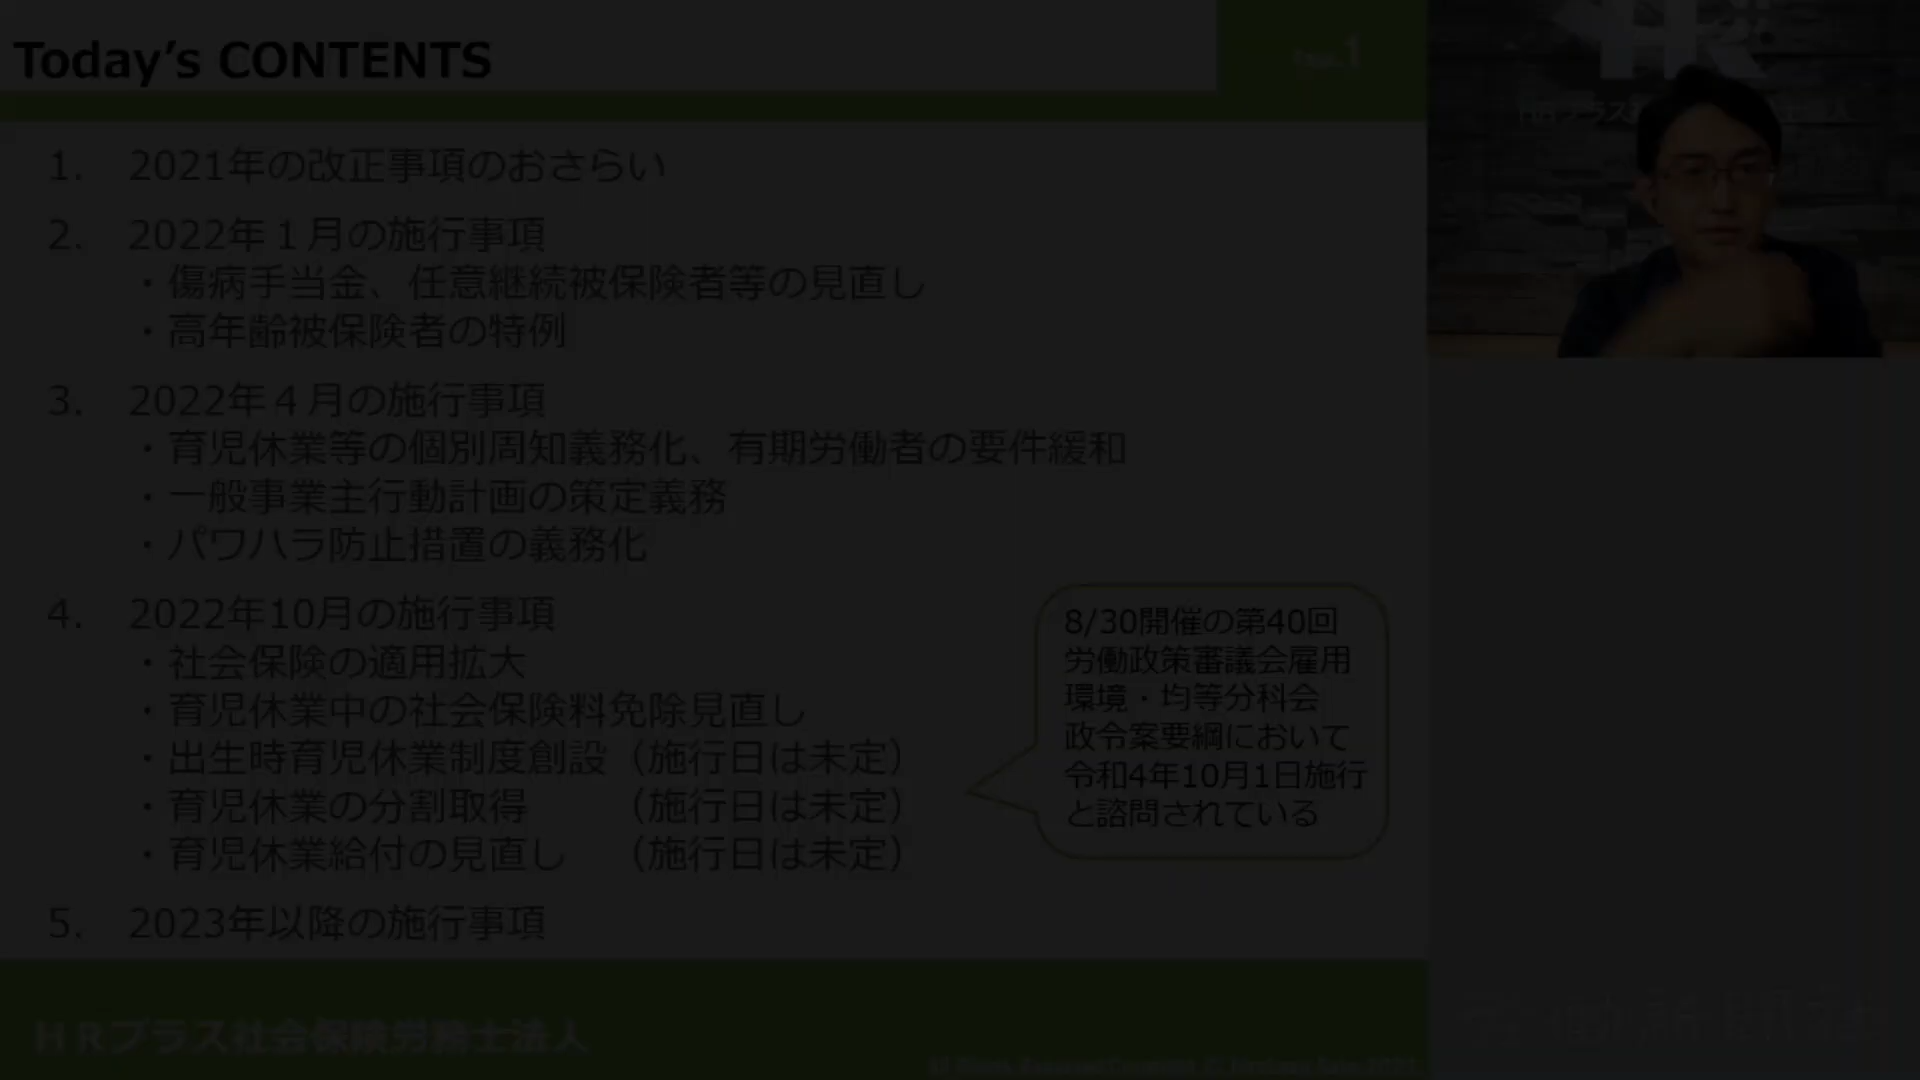 Today’s CONTENTS
1. 2021年の改正事項のおさらい
2. 2022年１月の施行事項
・傷病手当金、任意継続被保険者等の見直し
・高年齢被保険者の特例
3. 2022年４月の施行事項
・育児休業等の個別周知義務化、有期労働者の要件緩和
・一般事業主行動計画の策定義務
・パワハラ防止措置の義務化
4. 2022年10月の施行事項
・社会保険の適用拡大
・育児休業中の社会保険料免除見直し
・出生時育児休業制度創設（施行日は未定）
・育児休業の分割取得　　　（施行日は未定）
・育児休業給付の見直し　　（施行日は未定）
8/30開催の第40回
労働政策審議会雇用
環境・均等分科会
政令案要綱において
令和4年10月1日施行
と諮問されている
5. 2023年以降の施行事項
ＨＲプラス社会保険労務士法人